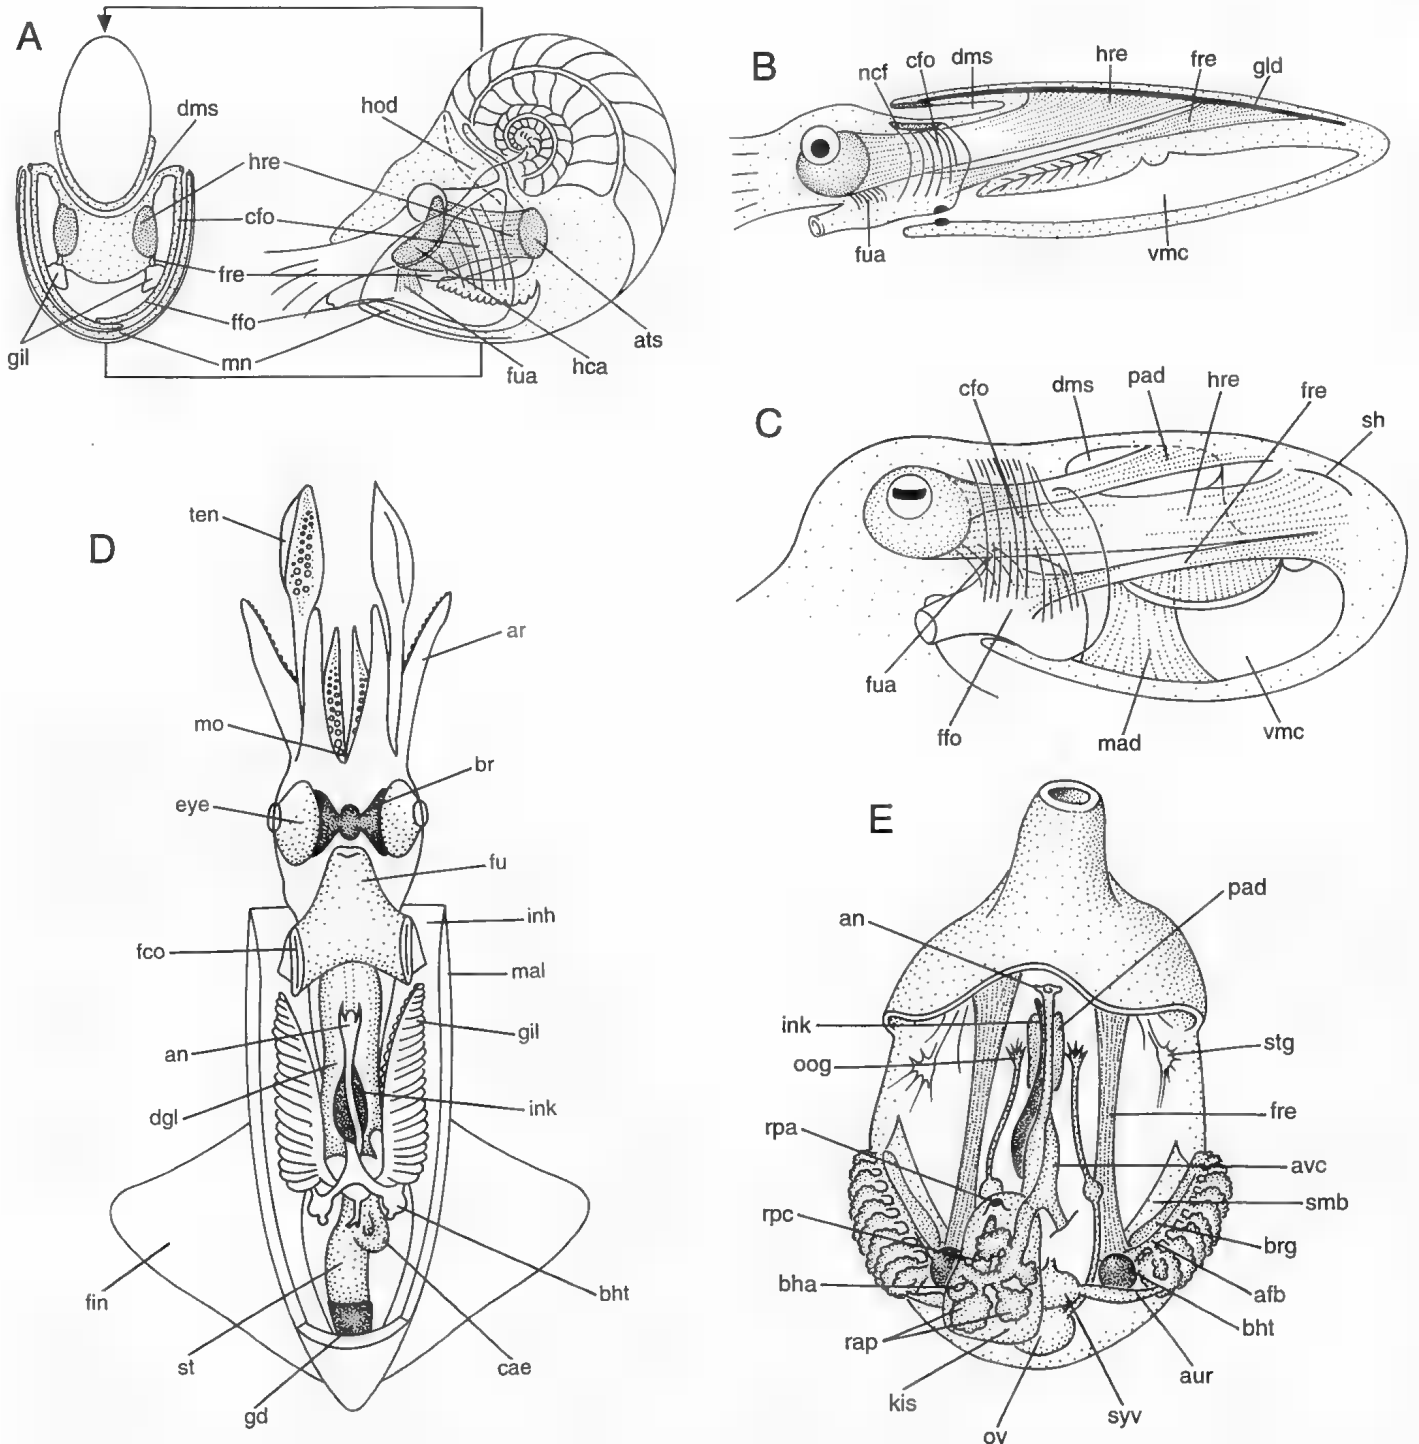 A
dms
hod
hre
cfo
fre
ffo
gil
mn
fua
hca
ats
B
ncf
cfo
dms
hre
fre
gld
fua
vmc
C
cfo
dms
pad
hre
fre
sh
fua
ffo
mad
vmc
D
ten
ar
mo
br
eye
fu
inh
fco
mal
gil
an
dgl
ink
fin
bht
st
cae
gd
E
an
pad
ink
oog
stg
fre
rpa
avc
smb
rpc
brg
bha
afb
bht
rap
aur
kis
syv
ov